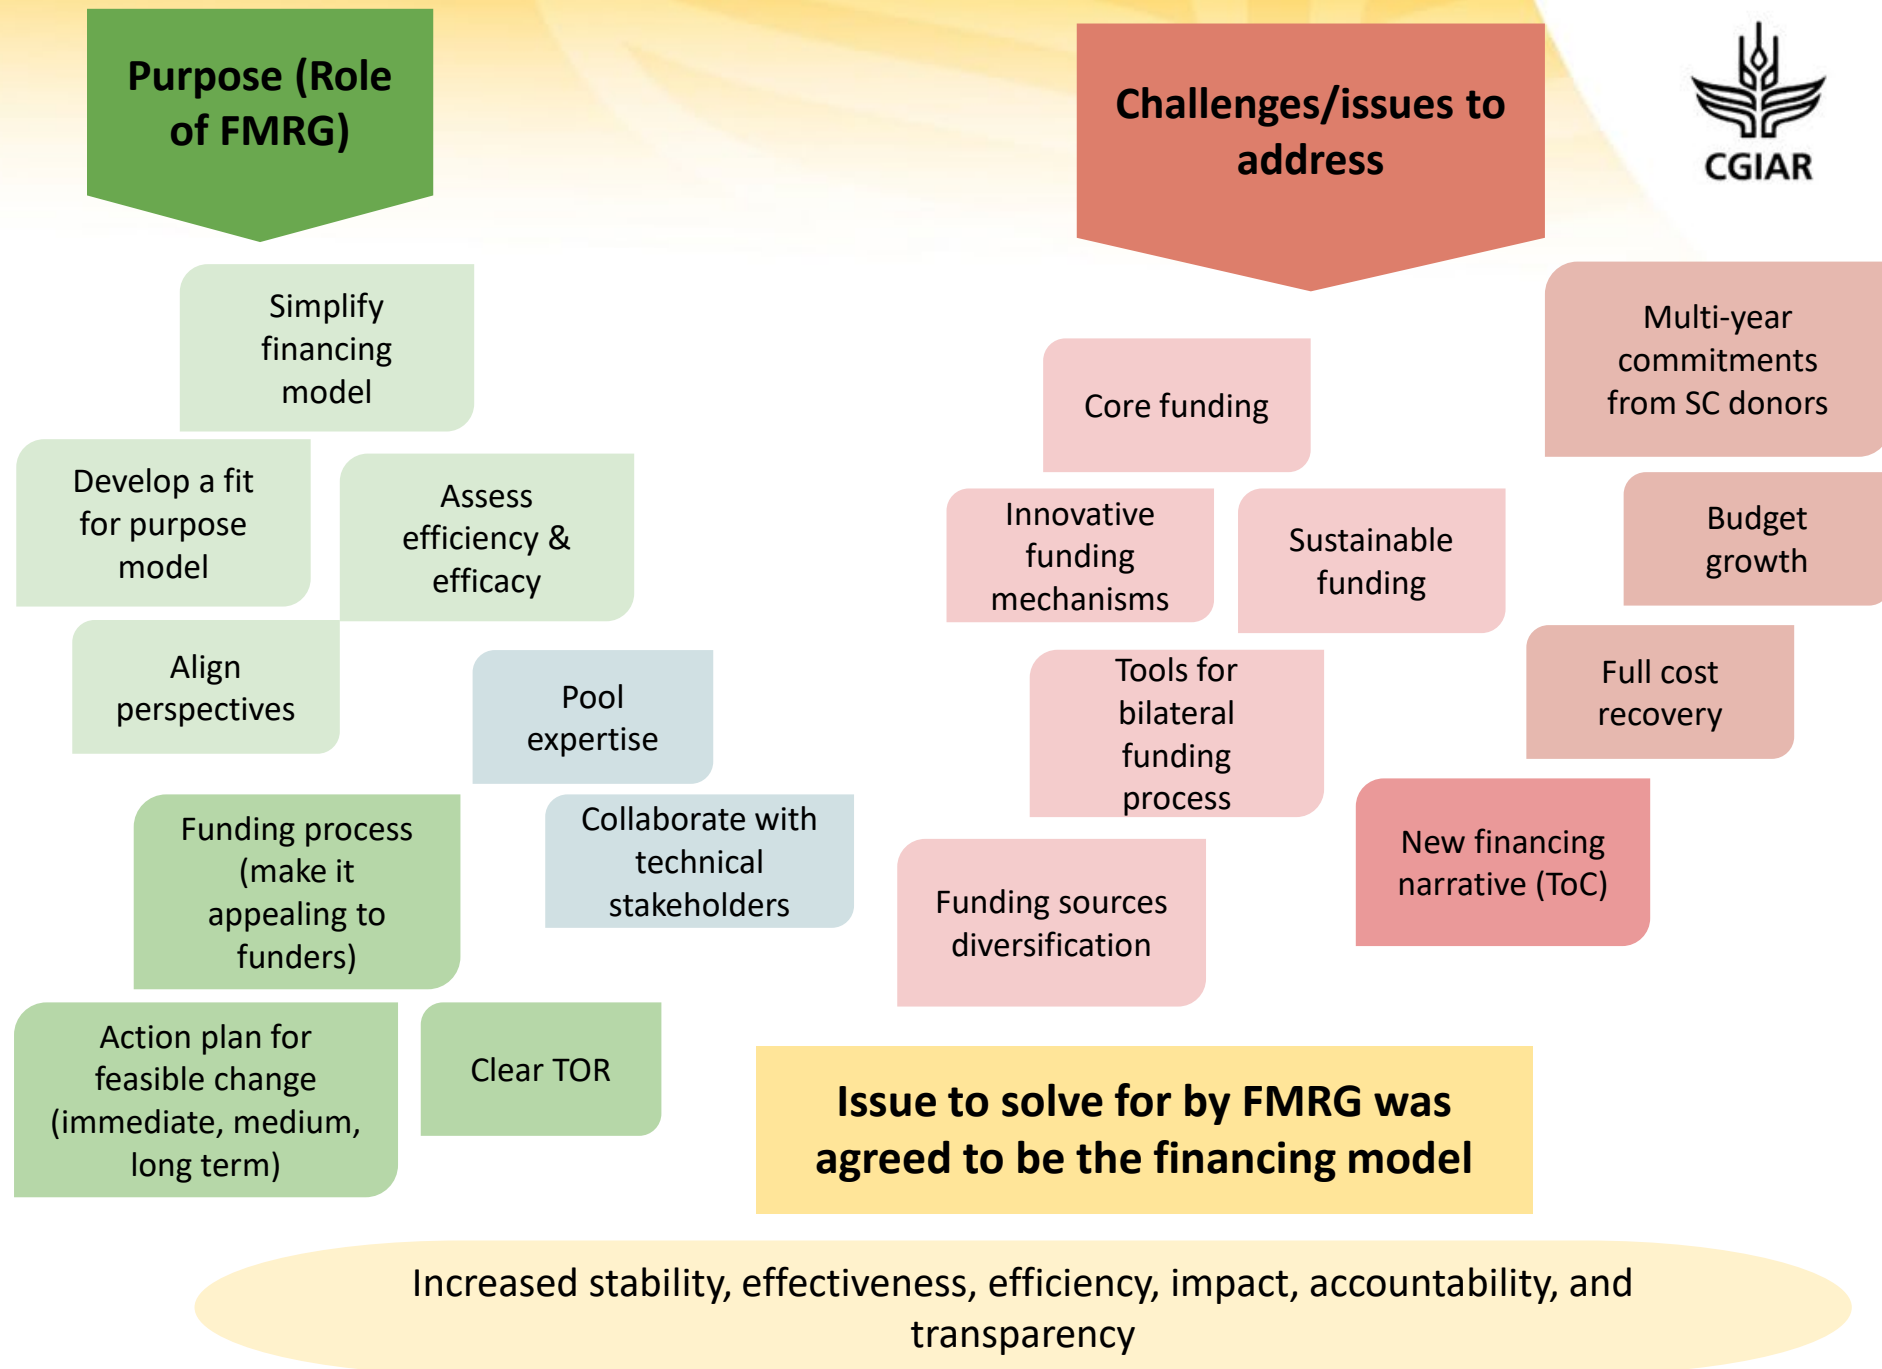 Purpose (Role
of FMRG)
Simplify
financing
model
Develop a fit
for purpose
model
Assess
efficiency &
efficacy
Align
perspectives
Pool
expertise
Funding process
(make it
appealing to
funders)
Collaborate with
technical
stakeholders
Action plan for
feasible change
(immediate, medium,
long term)
Clear TOR
Challenges/issues to
address
CGIAR
Core funding
Multi-year
commitments
from SC donors
Innovative
funding
mechanisms
Sustainable
funding
Budget
growth
Tools for
bilateral
funding
process
Full cost
recovery
Funding sources
diversification
New financing
narrative (ToC)
Issue to solve for by FMRG was
agreed to be the financing model
Increased stability, effectiveness, efficiency, impact, accountability, and
transparency